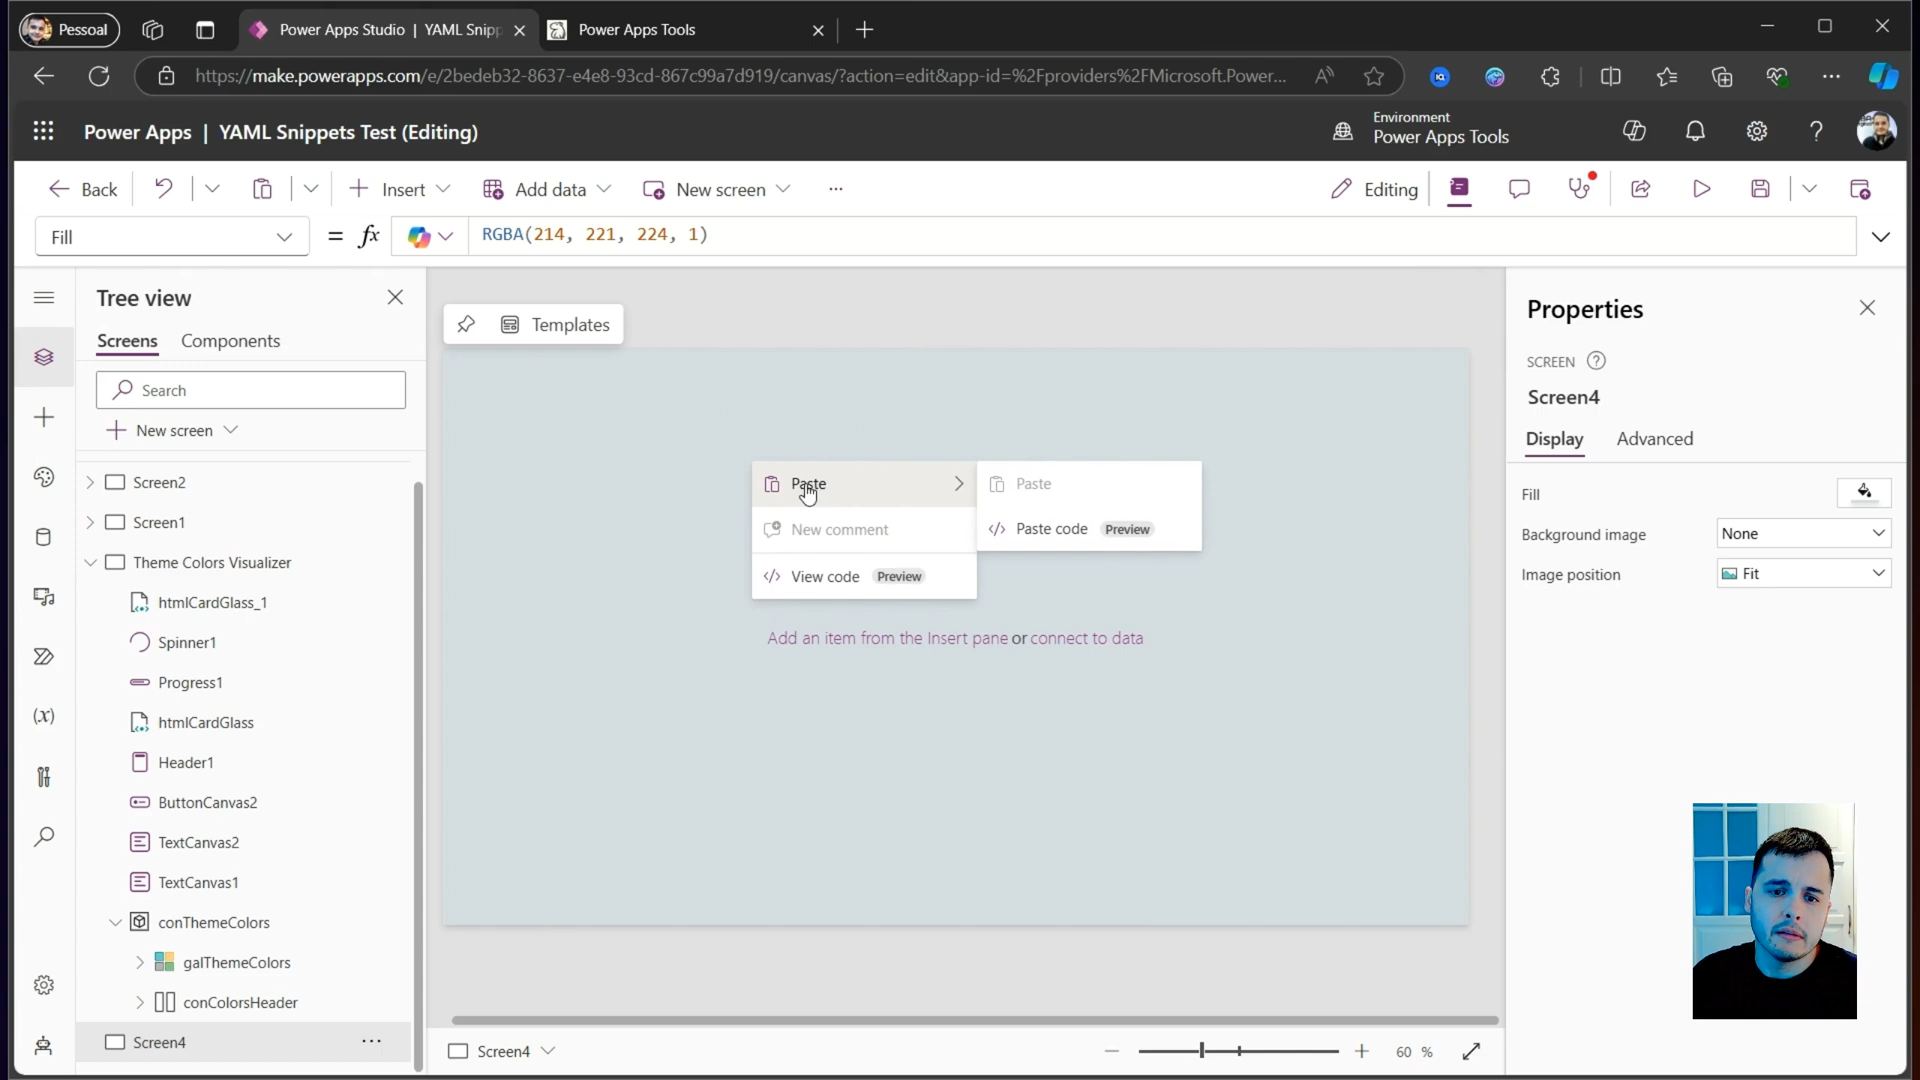 Pessoal
Power Apps Studio | YAML Snipp
Power Apps Tools
https://make.powerapps.com/e/2bedeb32-8637-e4e8-93cd-867c99a7d919/canvas/?action=edit&app-id=%2Fproviders%2FMicrosoft.Power...
Power Apps | YAML Snippets Test (Editing)
Environment
Power Apps Tools
Back
Insert
Add data
New screen
Editing
Fill
= fx
RGBA(214, 221, 224, 1)
Tree view
Screens
Components
Search
New screen
Screen2
Screen1
Theme Colors Visualizer
htmlCardGlass_1
Spinner1
Progress1
htmlCardGlass
Header1
ButtonCanvas2
TextCanvas2
TextCanvas1
conThemeColors
galThemeColors
conColorsHeader
Screen4
Templates
Paste
New comment
View code Preview
Paste
Paste code Preview
Add an item from the Insert pane or connect to data
Screen4
60 %
Properties
SCREEN
Screen4
Display
Advanced
Fill
Background image
None
Image position
Fit